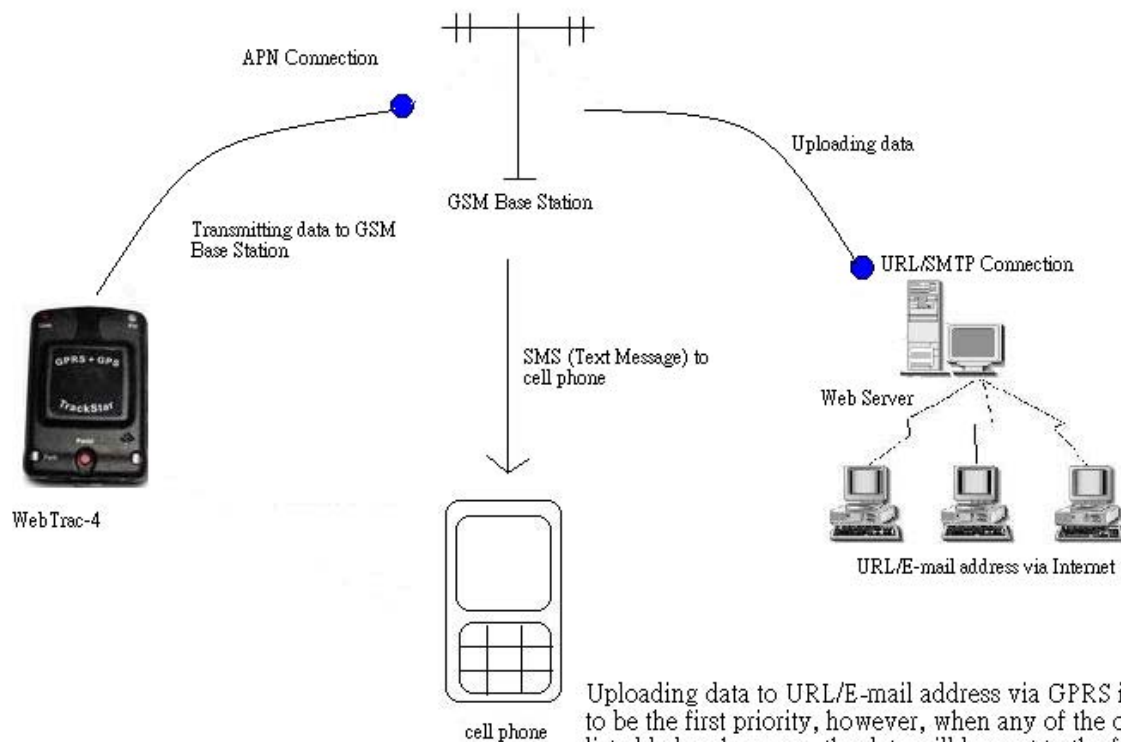 APN Connection
Uploading data
GSM Base Station
Transmitting data to GSM
Base Station
URL/SMTP Connection
GPRS + GPS
TrackStar
SMS (Text Message) to
cell phone
Web Server
WebTrac-4
URL/E-mail address via Internet
cell phone
Uploading data to URL/E-mail address via GPRS
to be the first priority, however, when any of the